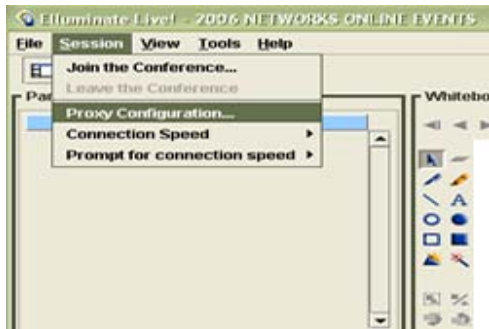 Elluminate Live! - 2006 NETWORKS ONLINE EVENTS
File Session View Tools Help
Join the Conference...
Leave the Conference
Proxy Configuration...
Connection Speed
Prompt for connection speed
Par
Whitebo
A